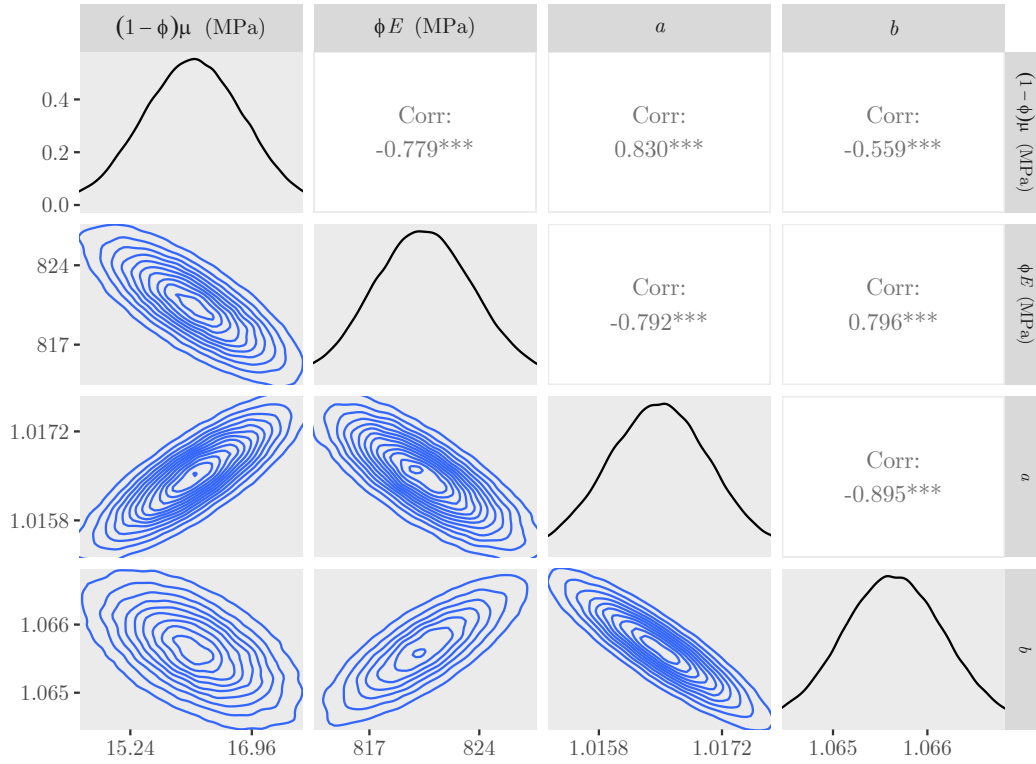 (1 − ϕ)μ (MPa)
ϕE (MPa)
a
b
0.4
0.2
0.0
Corr:
-0.779***
Corr:
0.830***
Corr:
-0.559***
(1 − ϕ)μ (MPa)
824
817
Corr:
-0.792***
Corr:
0.796***
ϕE (MPa)
1.0172
1.0158
Corr:
-0.895***
a
1.066
1.065
b
15.24
16.96
817
824
1.0158
1.0172
1.065
1.066